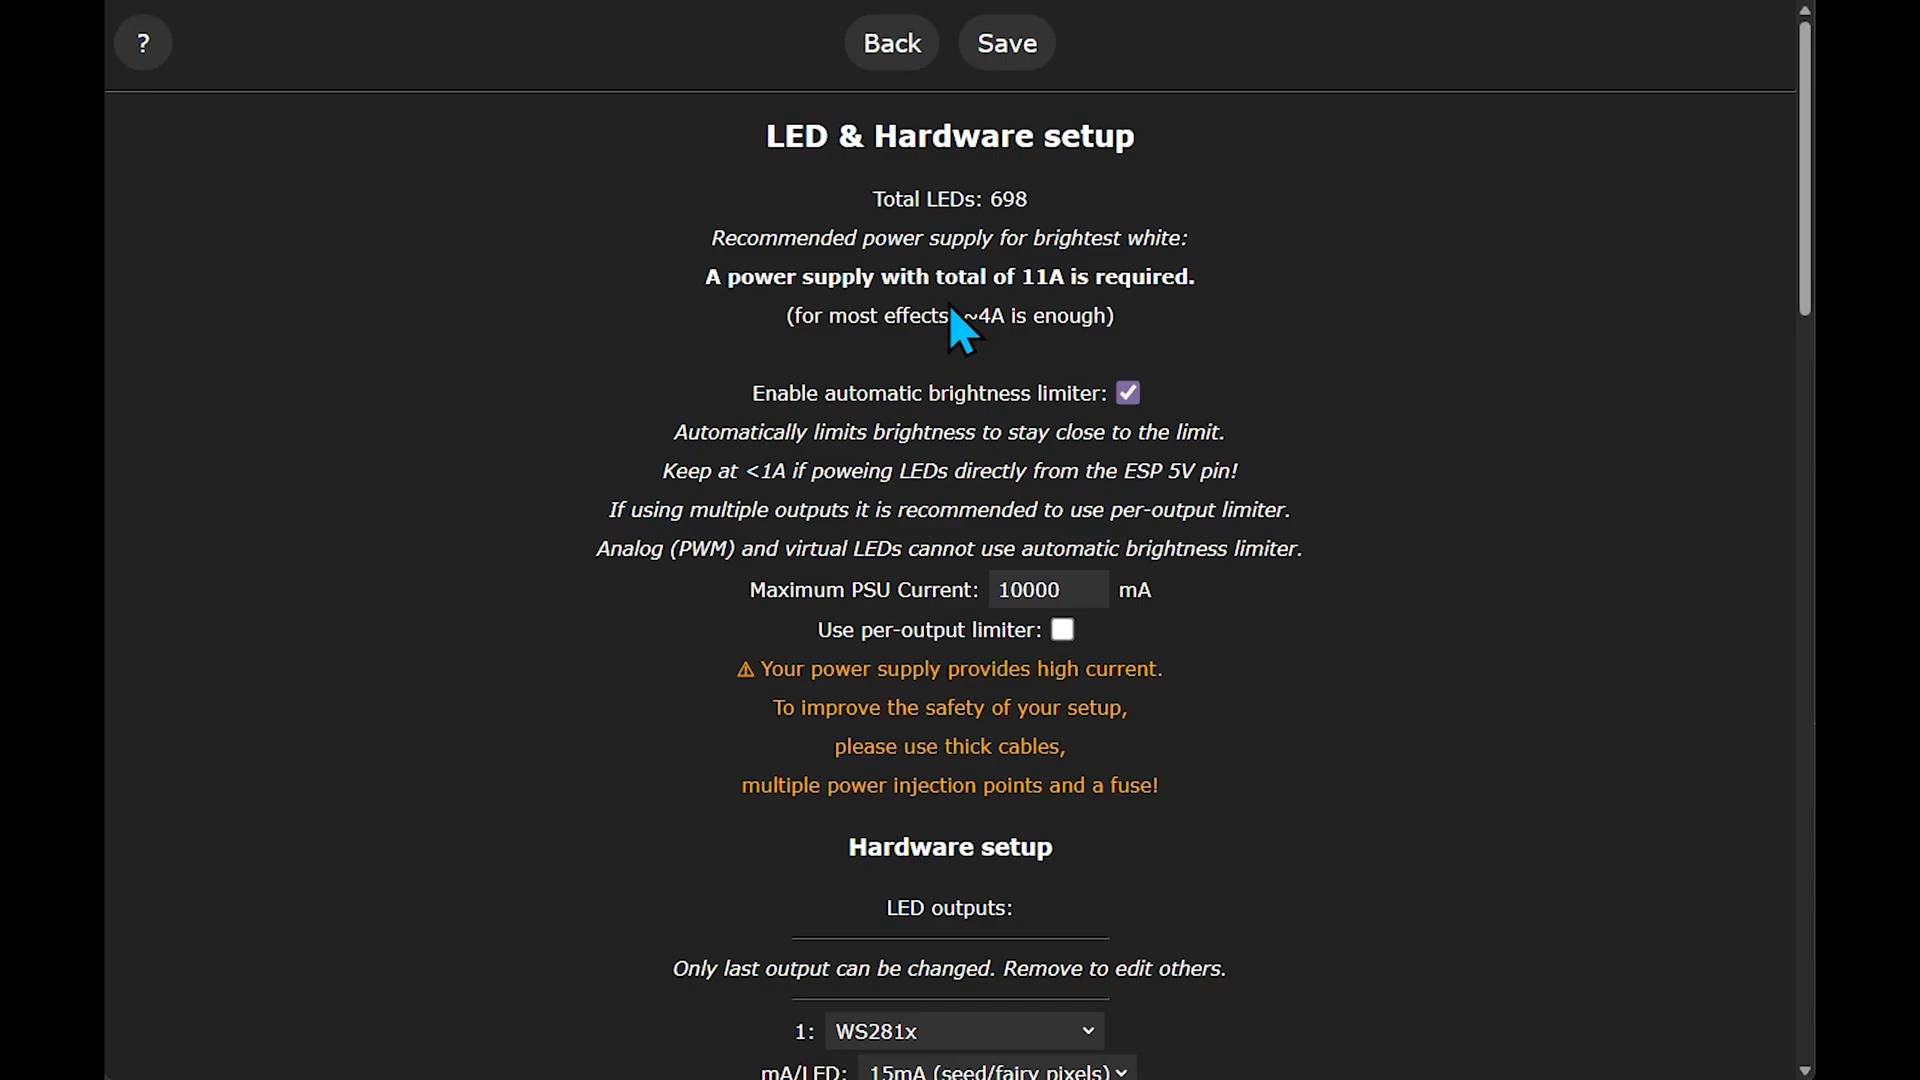 ?
Back Save
LED & Hardware setup
Total LEDs: 698
Recommended power supply for brightest white:
A power supply with total of 11A is required.
(for most effects ~4A is enough)
Enable automatic brightness limiter:
Automatically limits brightness to stay close to the limit.
Keep at <1A if poweing LEDs directly from the ESP 5V pin!
If using multiple outputs it is recommended to use per-output limiter.
Analog (PWM) and virtual LEDs cannot use automatic brightness limiter.
Maximum PSU Current: 10000 mA
Use per-output limiter:
⚠ Your power supply provides high current.
To improve the safety of your setup,
please use thick cables,
multiple power injection points and a fuse!
Hardware setup
LED outputs:
Only last output can be changed. Remove to edit others.
1: WS281x
mA/LED: 15mA (seed/fairy pixels)